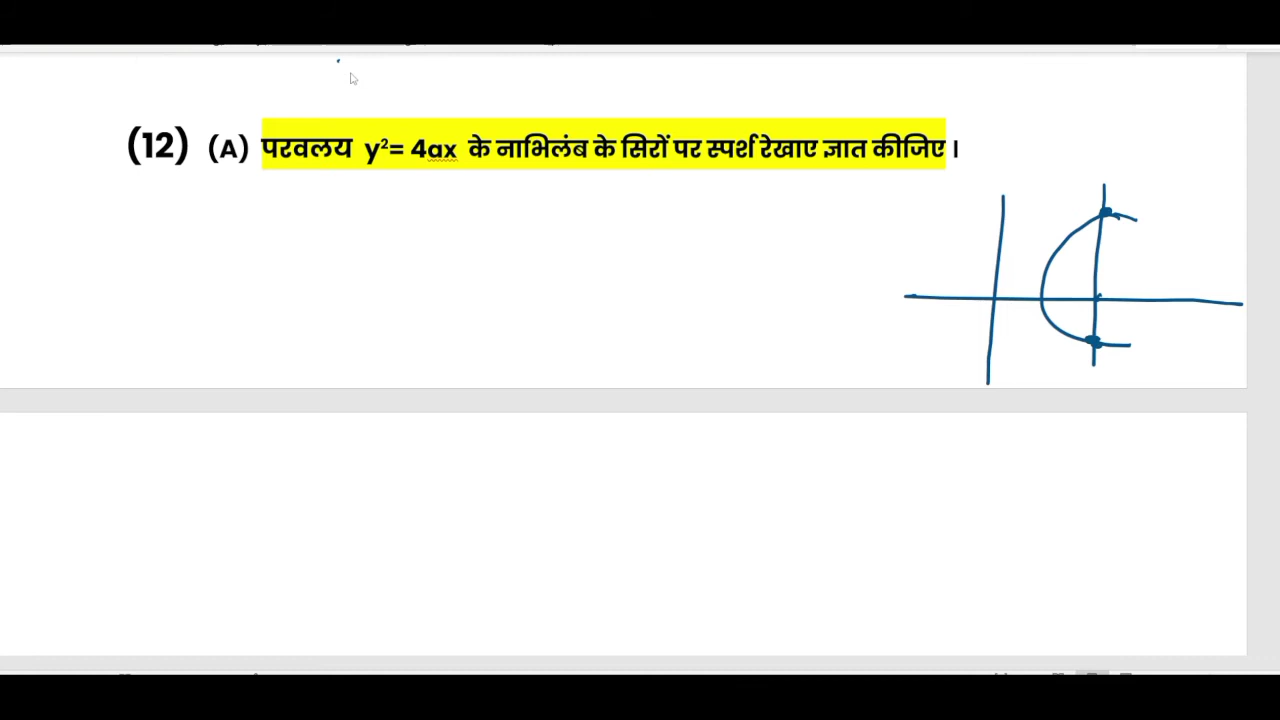 (12) (A) परवलय y²= 4ax के नाभिलंब के सिरों पर स्पर्श रेखाए ज्ञात कीजिए ।